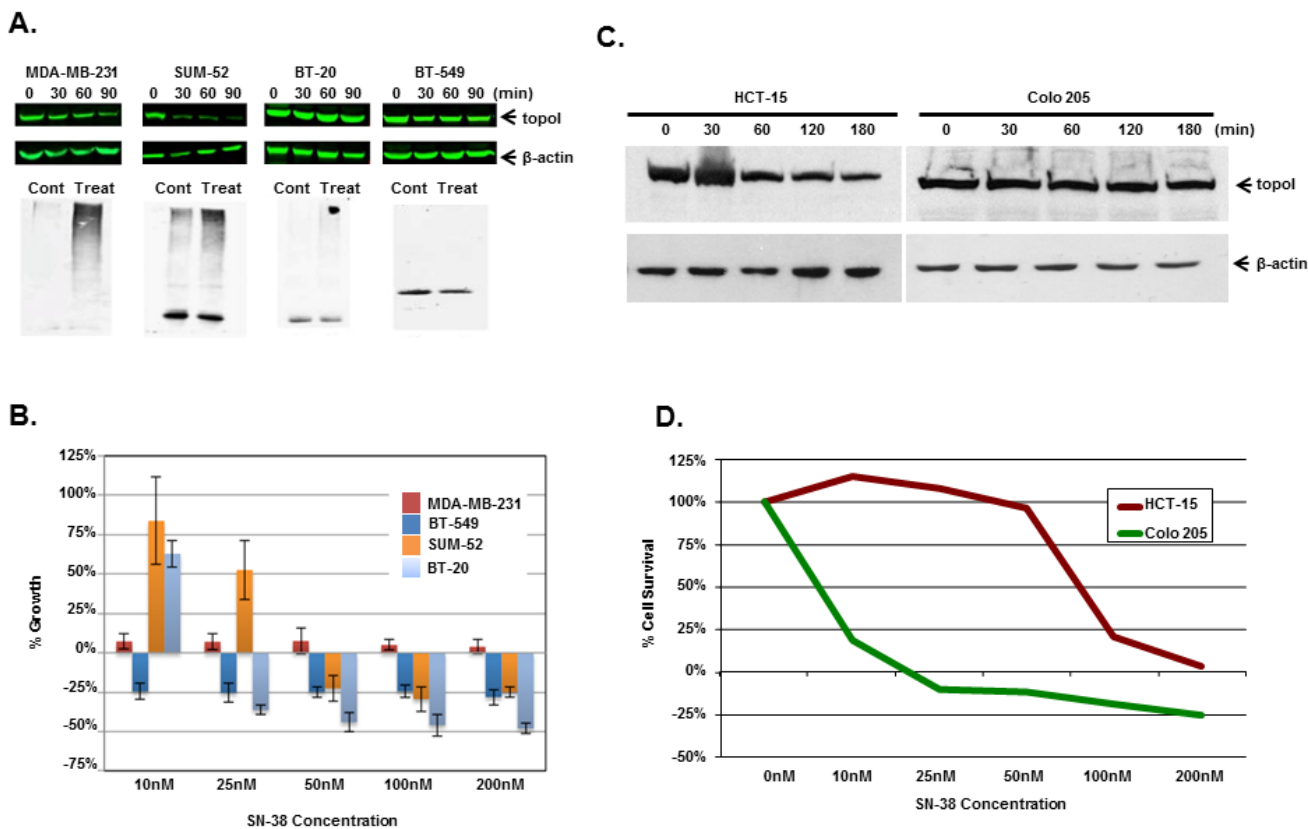 A.
MDA-MB-231 SUM-52 BT-20 BT-549
0 30 60 90 0 30 60 90 0 30 60 90 0 30 60 90 (min)
topoI
β-actin
Cont Treat Cont Treat Cont Treat Cont Treat
C.
HCT-15 Colo 205
0 30 60 120 180 0 30 60 120 180 (min)
topoI
β-actin
B.
125%
100%
75%
50%
25%
0%
-25%
-50%
-75%
% Growth
MDA-MB-231
BT-549
SUM-52
BT-20
10nM 25nM 50nM 100nM 200nM
SN-38 Concentration
D.
125%
100%
75%
50%
25%
0%
-25%
-50%
% Cell Survival
HCT-15
Colo 205
0nM 10nM 25nM 50nM 100nM 200nM
SN-38 Concentration